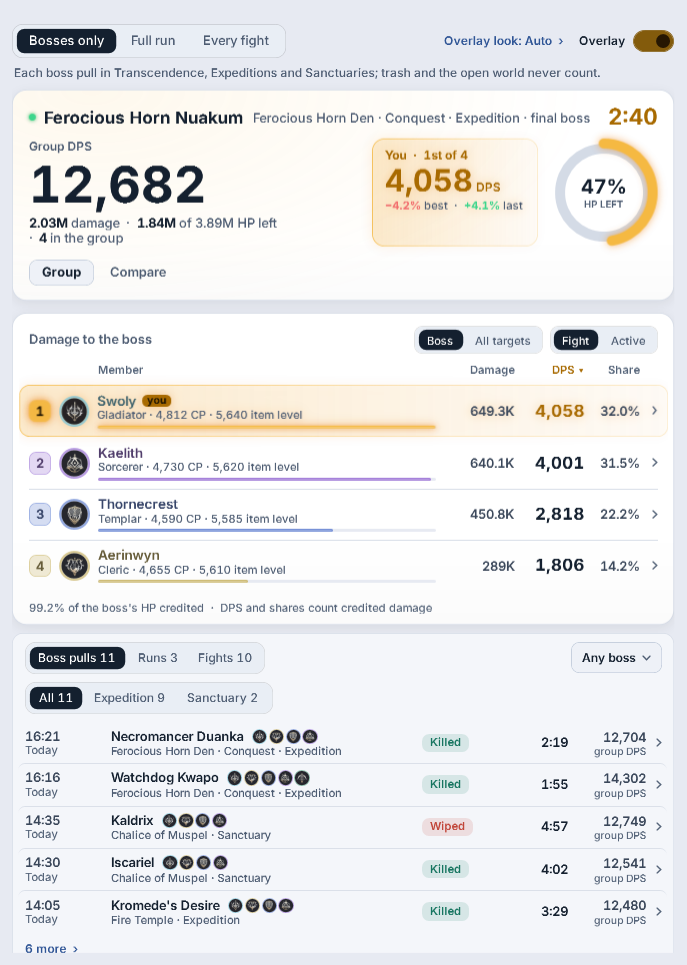 Bosses only Full run Every fight Overlay look: Auto › Overlay
Each boss pull in Transcendence, Expeditions and Sanctuaries; trash and the open world never count.
Ferocious Horn Nuakum Ferocious Horn Den · Conquest · Expedition · final boss 2:40
Group DPS
12,682
2.03M damage · 1.84M of 3.89M HP left
· 4 in the group
You · 1st of 4
4,058 DPS
−4.2% best · +4.1% last
47%
HP LEFT
Group Compare
Damage to the boss Boss All targets Fight Active
Member Damage DPS ▾ Share
1 Swoly you 649.3K 4,058 32.0% ›
Gladiator · 4,812 CP · 5,640 item level
2 Kaelith 640.1K 4,001 31.5% ›
Sorcerer · 4,730 CP · 5,620 item level
3 Thornecrest 450.8K 2,818 22.2% ›
Templar · 4,590 CP · 5,585 item level
4 Aerinwyn 289K 1,806 14.2% ›
Cleric · 4,655 CP · 5,610 item level
99.2% of the boss's HP credited · DPS and shares count credited damage
Boss pulls 11 Runs 3 Fights 10 Any boss
All 11 Expedition 9 Sanctuary 2
16:21 Necromancer Duanka Killed 2:19 12,704 ›
Today Ferocious Horn Den · Conquest · Expedition group DPS
16:16 Watchdog Kwapo Killed 1:55 14,302 ›
Today Ferocious Horn Den · Conquest · Expedition group DPS
14:35 Kaldrix Wiped 4:57 12,749 ›
Today Chalice of Muspel · Sanctuary group DPS
14:30 Iscariel Killed 4:02 12,541 ›
Today Chalice of Muspel · Sanctuary group DPS
14:05 Kromede's Desire Killed 3:29 12,480 ›
Today Fire Temple · Expedition group DPS
6 more ›